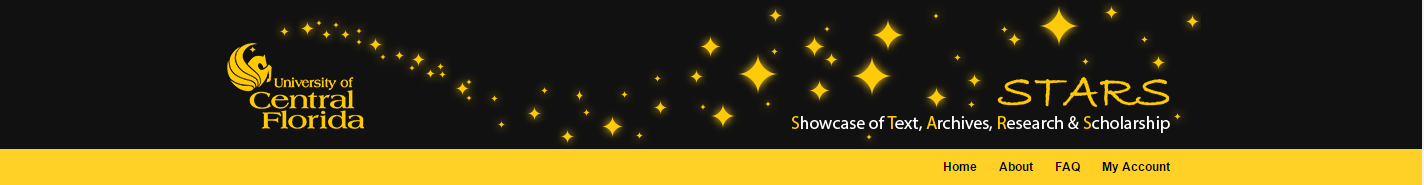 University of
Central
Florida
STARS
Showcase of Text, Archives, Research & Scholarship
Home About FAQ My Account